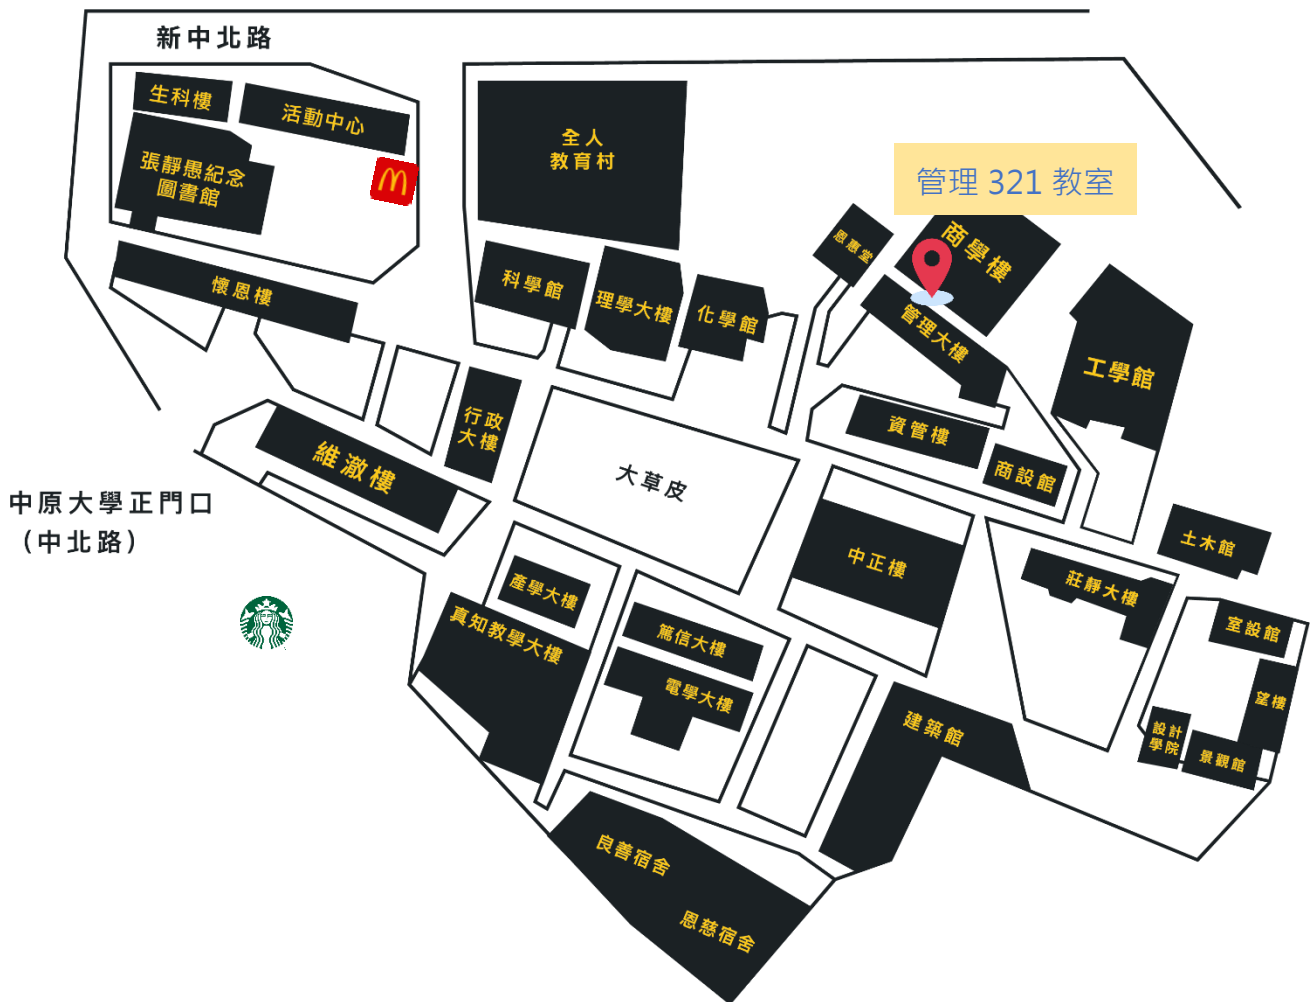 新中北路
生科樓
活動中心
張靜愚紀念
圖書館
全人
教育村
管理 321 教室
恩惠堂
商學樓
懷恩樓
科學館
理學大樓
化學館
管理大樓
工學館
行政
大樓
維澈樓
資管樓
商設館
大草皮
中原大學正門口
（中北路）
中正樓
土木館
莊靜大樓
產學大樓
真知教學大樓
篤信大樓
電學大樓
室設館
望樓
建築館
設計
學院
景觀館
良善宿舍
恩慈宿舍